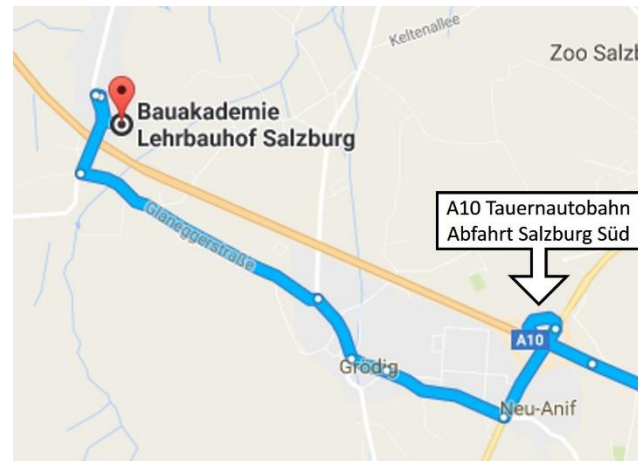 Keltenallee
Zoo Salzb
Bauakademie
Lehrbauhof Salzburg
A10 Tauernautobahn
Abfahrt Salzburg Süd
Glaneggerstraße
A10
Grödig
Neu-Anif